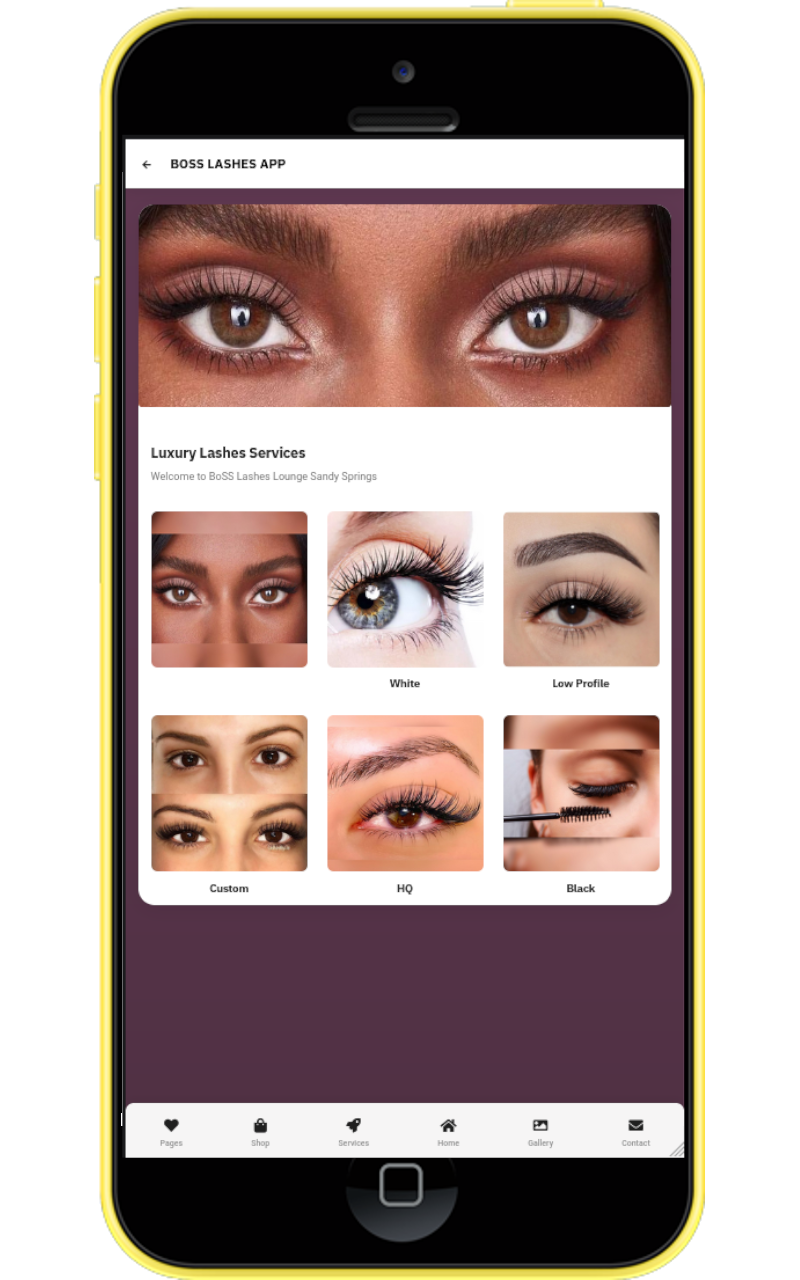 BOSS LASHES APP
Luxury Lashes Services
Welcome to BoSS Lashes Lounge Sandy Springs
White
Low Profile
Custom
HQ
Black
Pages
Shop
Services
Home
Gallery
Contact